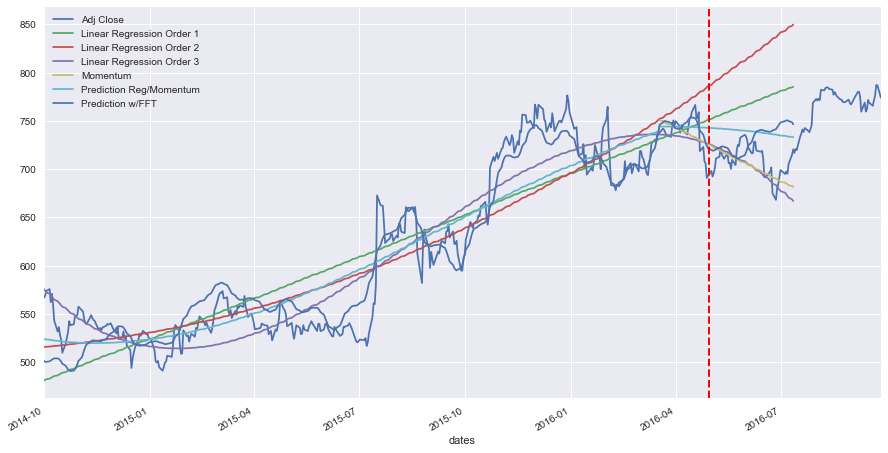 850
800
750
700
650
600
550
500
Adj Close
Linear Regression Order 1
Linear Regression Order 2
Linear Regression Order 3
Momentum
Prediction Reg/Momentum
Prediction w/FFT
2014-10
2015-01
2015-04
2015-07
2015-10
2016-01
2016-04
2016-07
dates